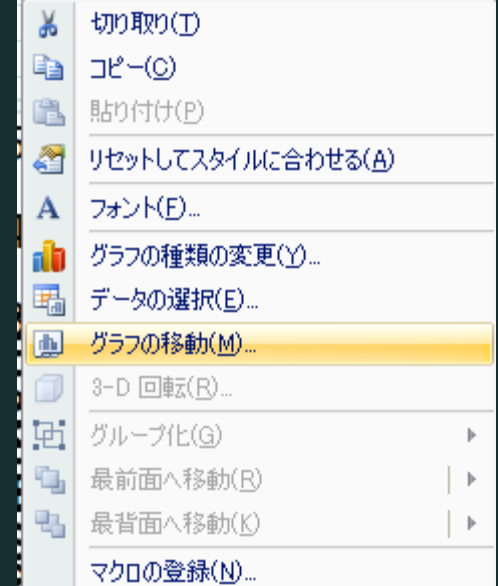 切り取り(T)
コピー(C)
貼り付け(P)
リセットしてスタイルに合わせる(A)
フォント(F)...
グラフの種類の変更(Y)...
データの選択(E)...
グラフの移動(M)...
3-D 回転(R)...
グループ化(G)
最前面へ移動(R)
最背面へ移動(K)
マクロの登録(N)...